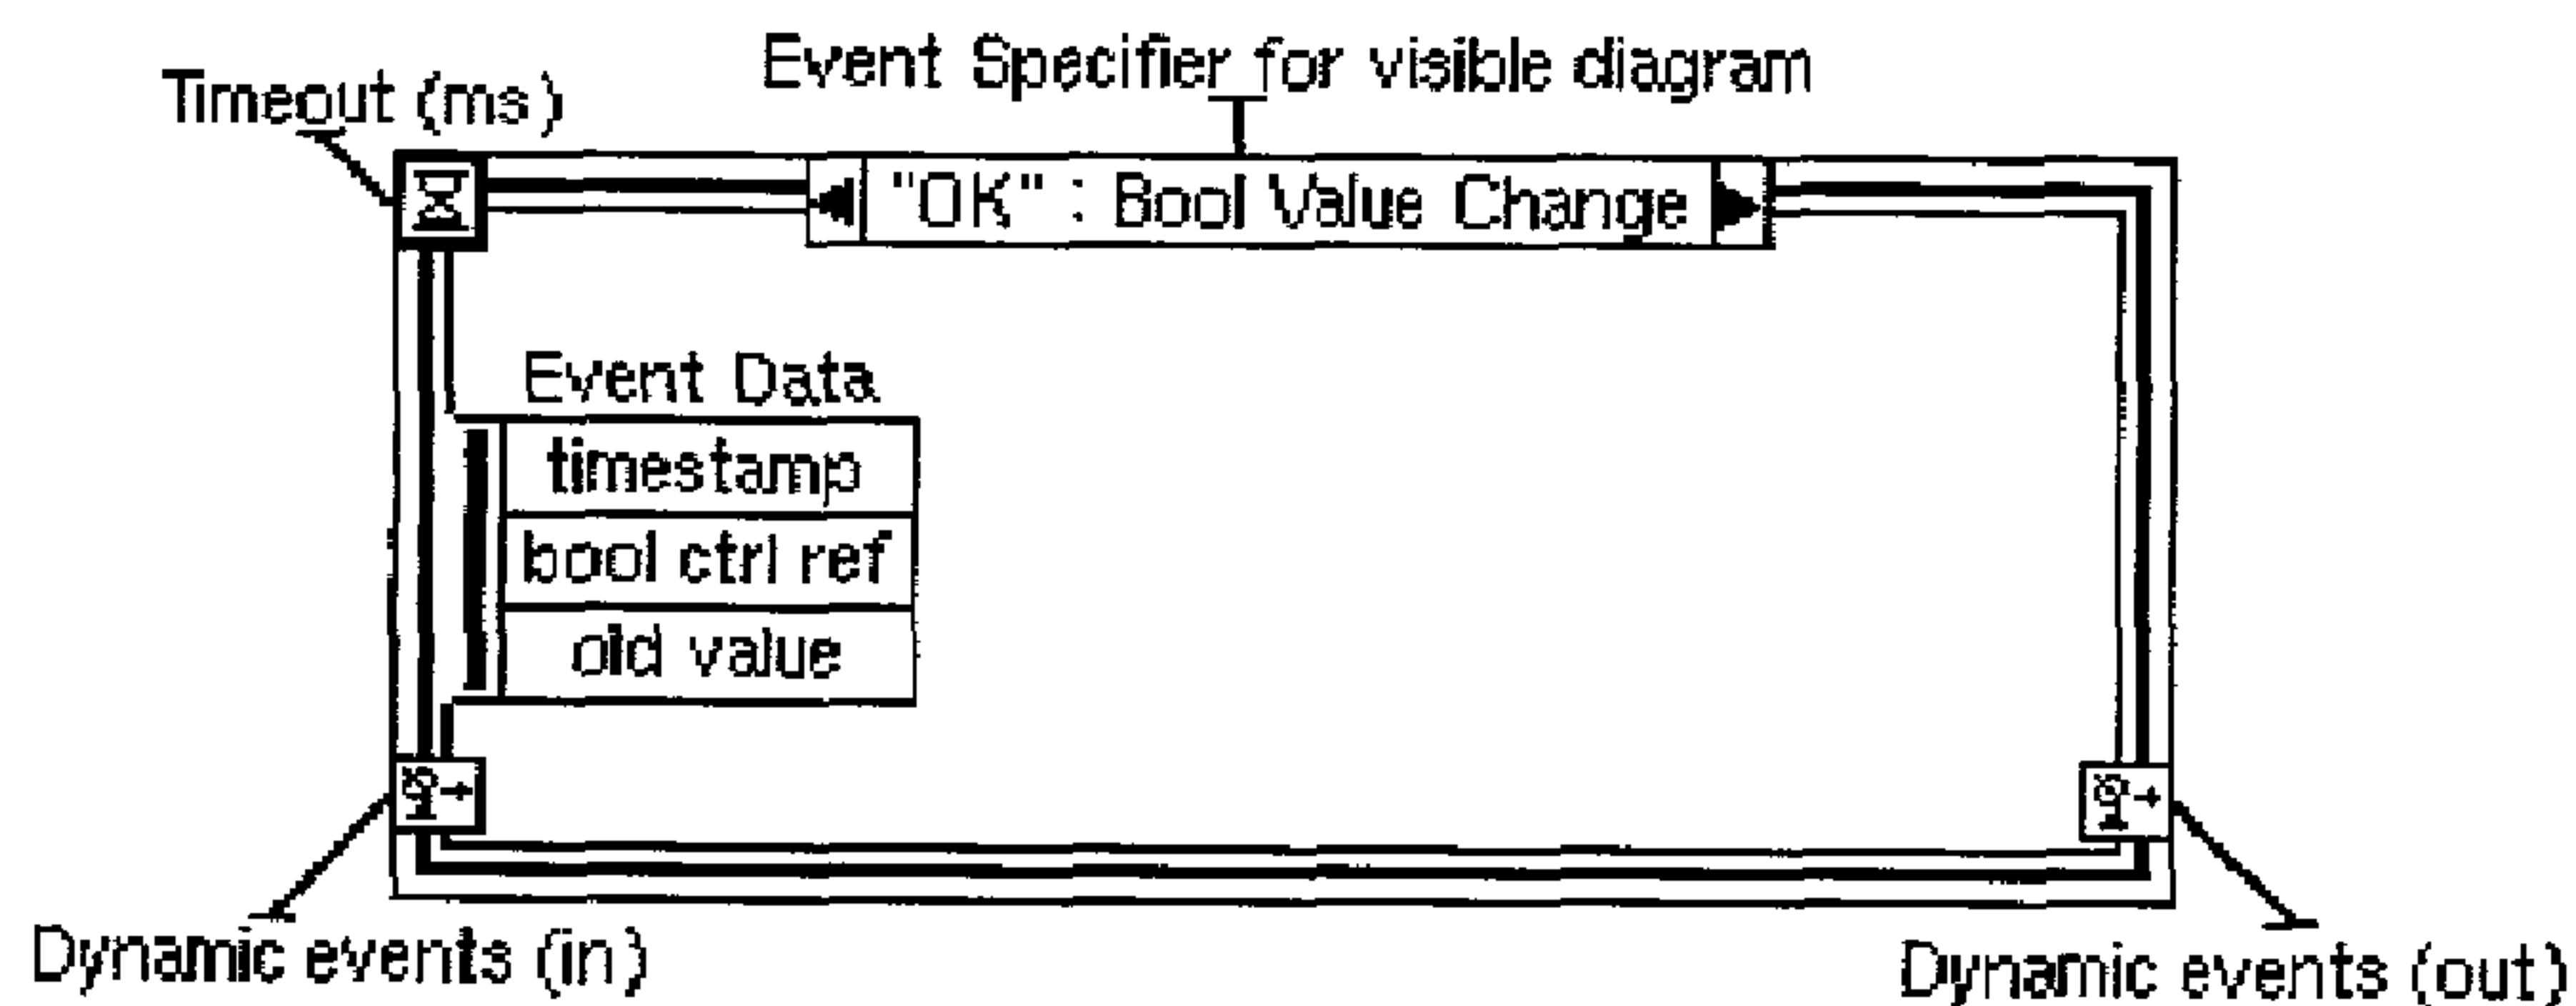 Event Specifier for visible diagram
Timeout (ms)
"OK" : Bool Value Change
Event Data
timestamp
bool ctrl ref
old value
Dynamic events (in)
Dynamic events (out)